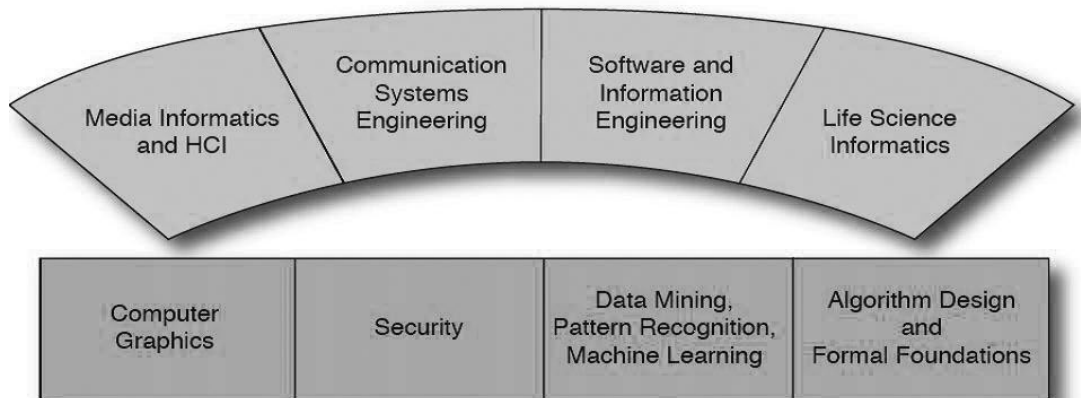 Media Informatics
and HCI
Communication
Systems
Engineering
Software and
Information
Engineering
Life Science
Informatics
Computer
Graphics
Security
Data Mining,
Pattern Recognition,
Machine Learning
Algorithm Design
and
Formal Foundations